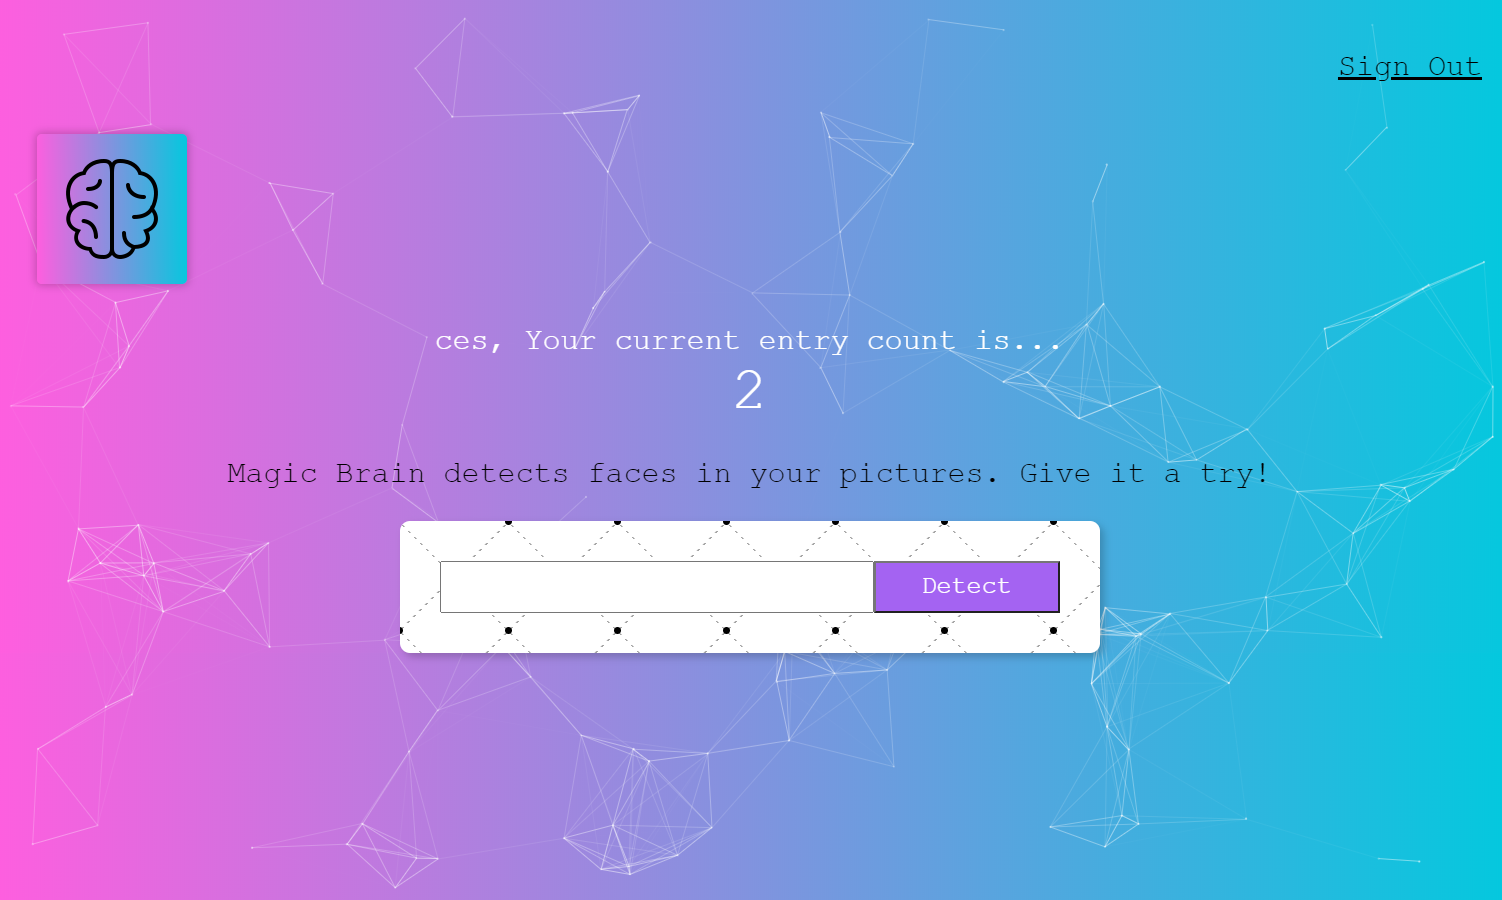 Sign Out
ces, Your current entry count is...
2
Magic Brain detects faces in your pictures. Give it a try!
Detect